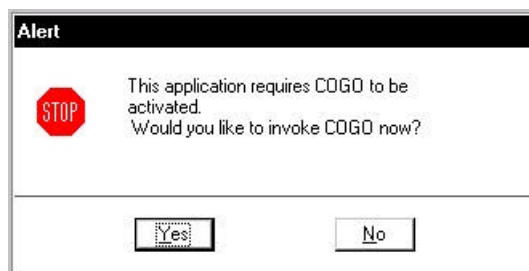 Alert
STOP
This application requires COGO to be
activated.
Would you like to invoke COGO now?
Yes
No